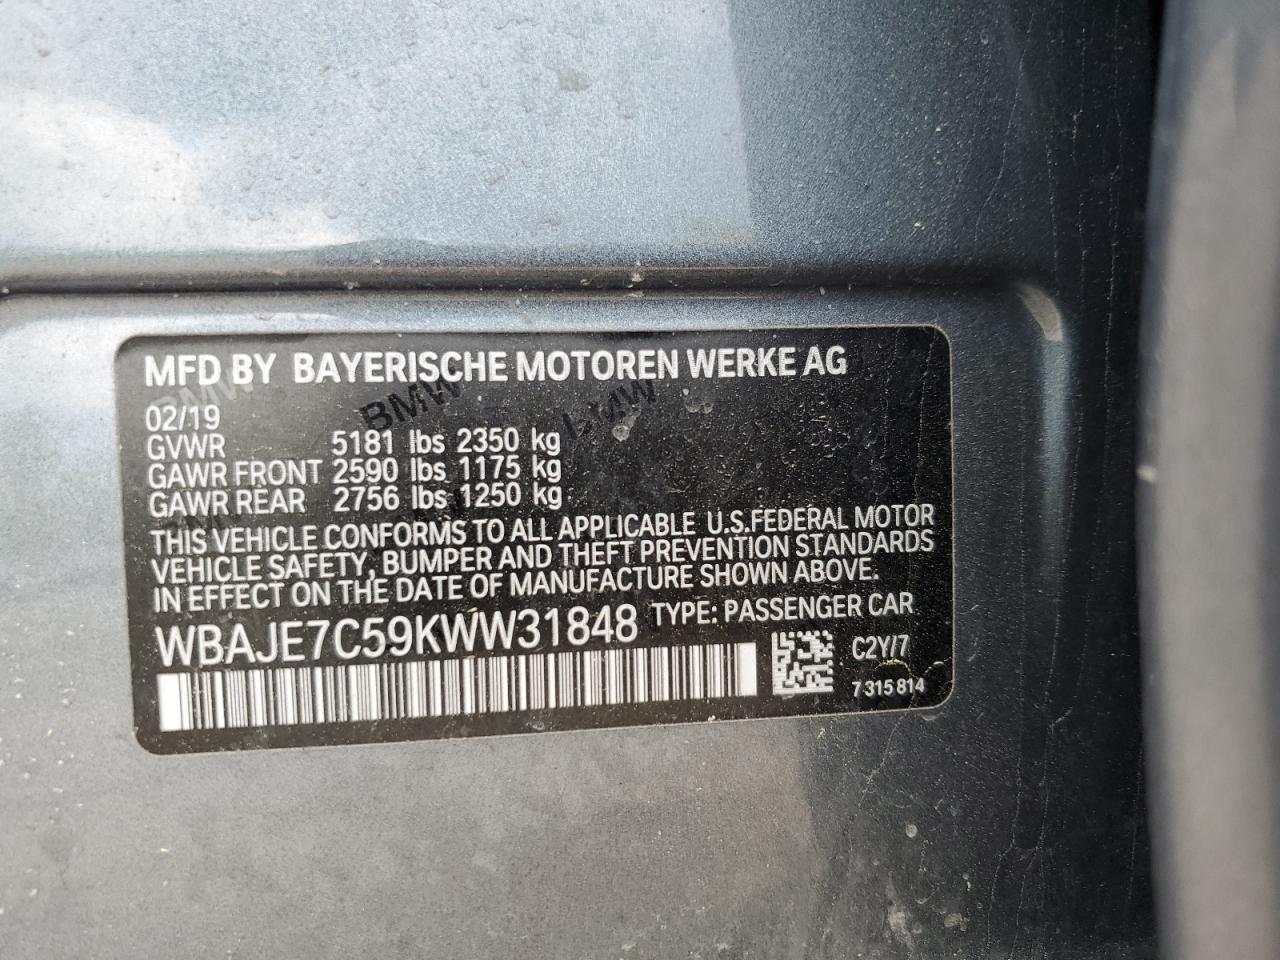 MFD BY BAYERISCHE MOTOREN WERKE AG
02/19
GVWR 5181 lbs 2350 kg
GAWR FRONT 2590 lbs 1175 kg
GAWR REAR 2756 lbs 1250 kg
THIS VEHICLE CONFORMS TO ALL APPLICABLE U.S.FEDERAL MOTOR
VEHICLE SAFETY, BUMPER AND THEFT PREVENTION STANDARDS
IN EFFECT ON THE DATE OF MANUFACTURE SHOWN ABOVE.
WBAJE7C59KWW31848 TYPE: PASSENGER CAR
C2Y/7
7 315 814
BMW
BMW
BMW